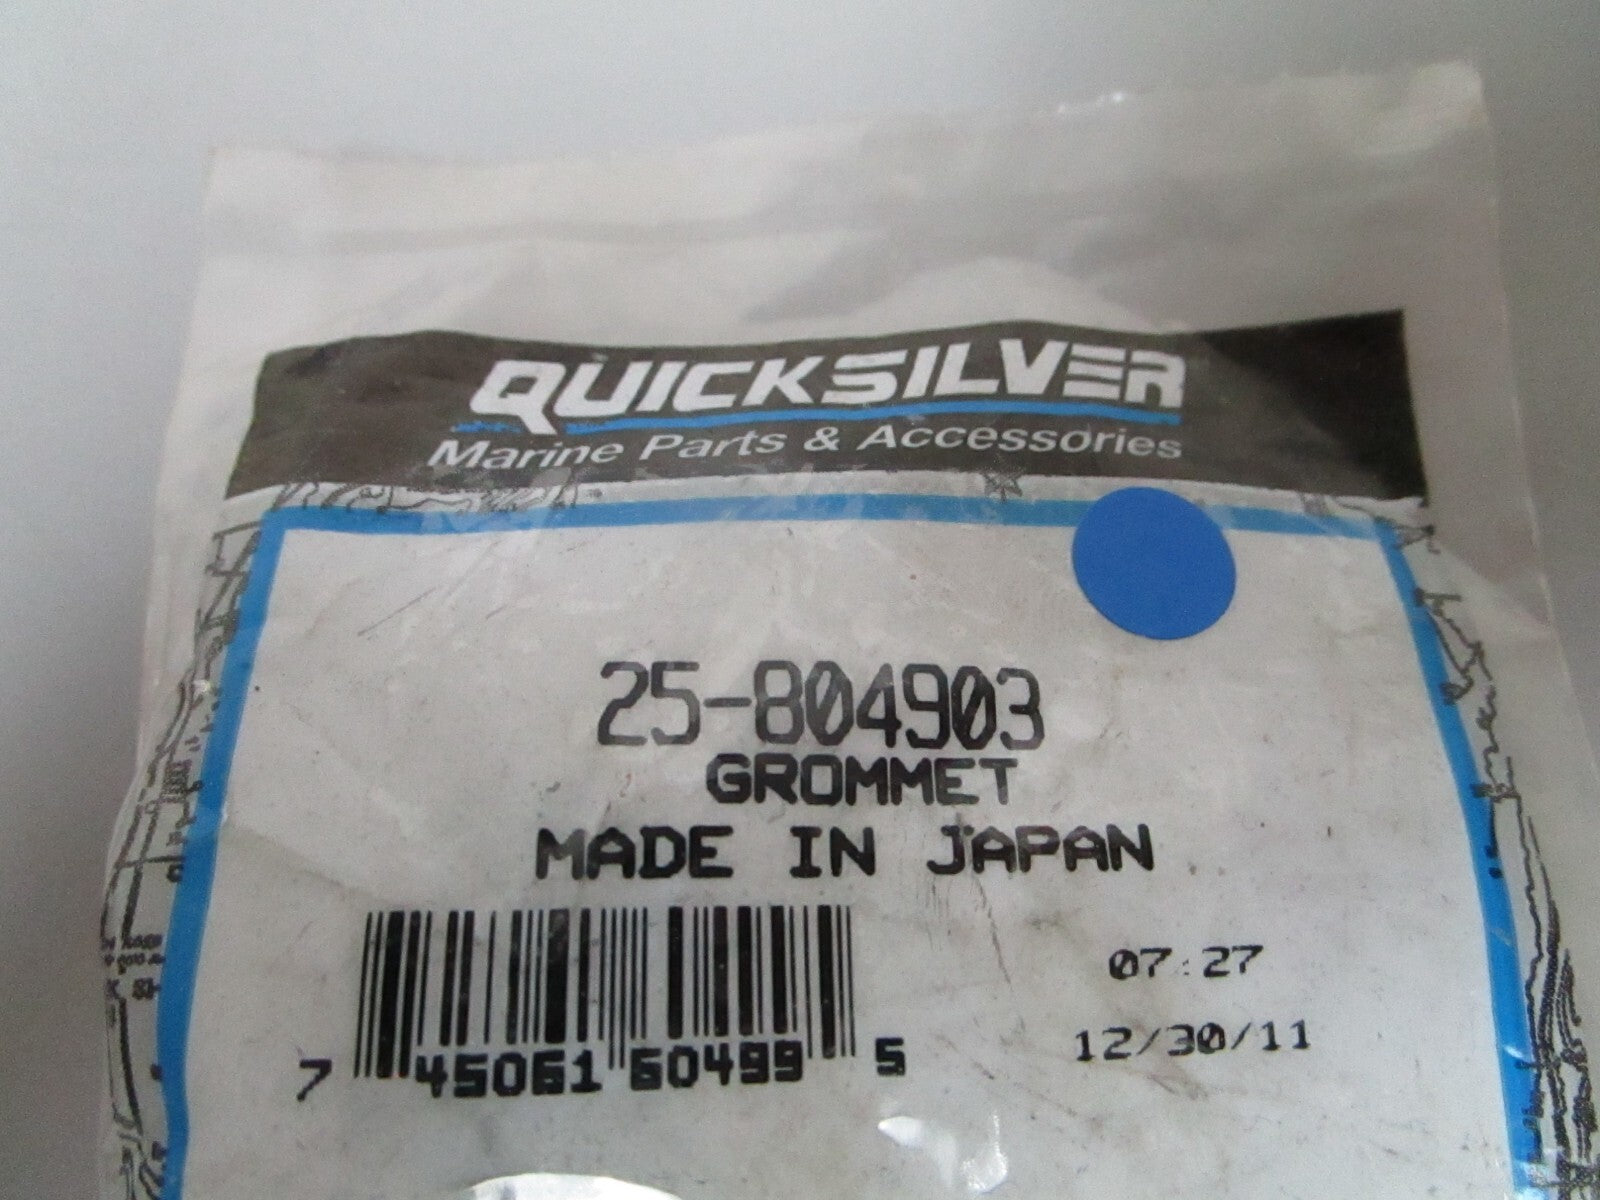 QUICKSILVER
Marine Parts & Accessories
25-804903
GROMMET
MADE IN JAPAN
07:27
12/30/11
7 45061 60499 5